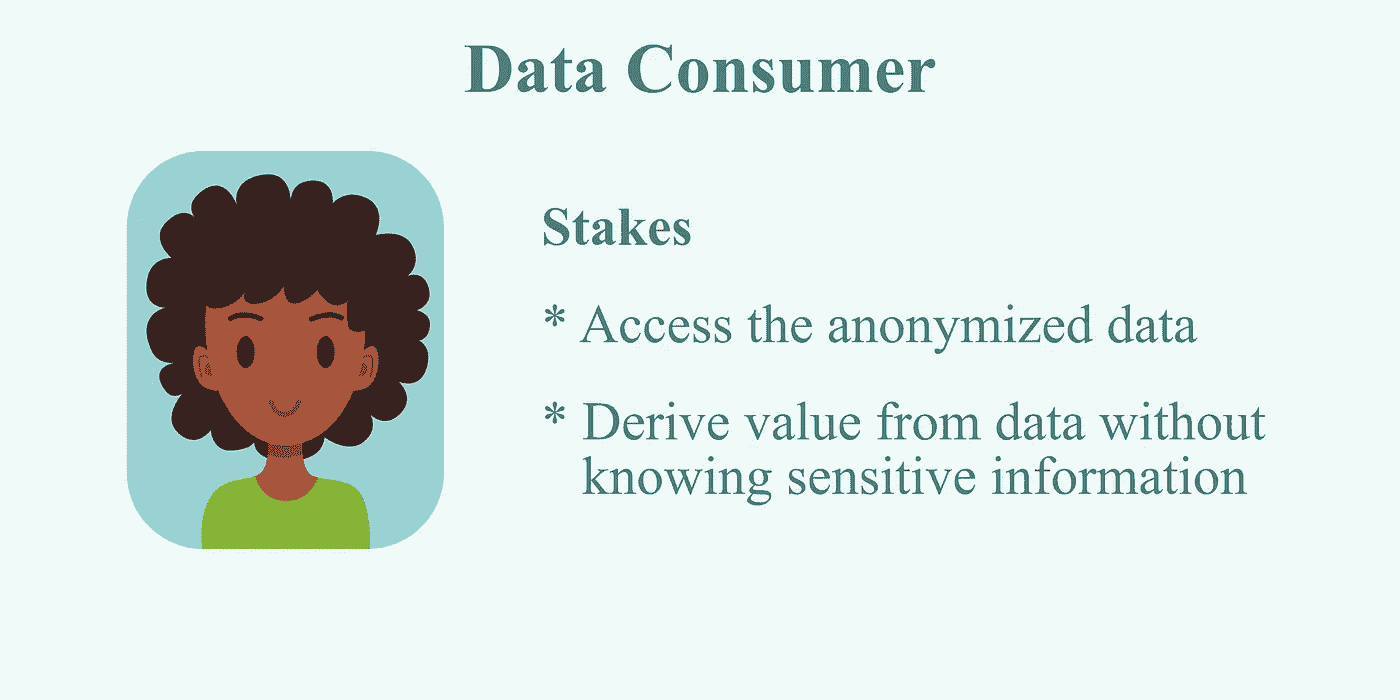 Data Consumer
Stakes
* Access the anonymized data
* Derive value from data without
knowing sensitive information